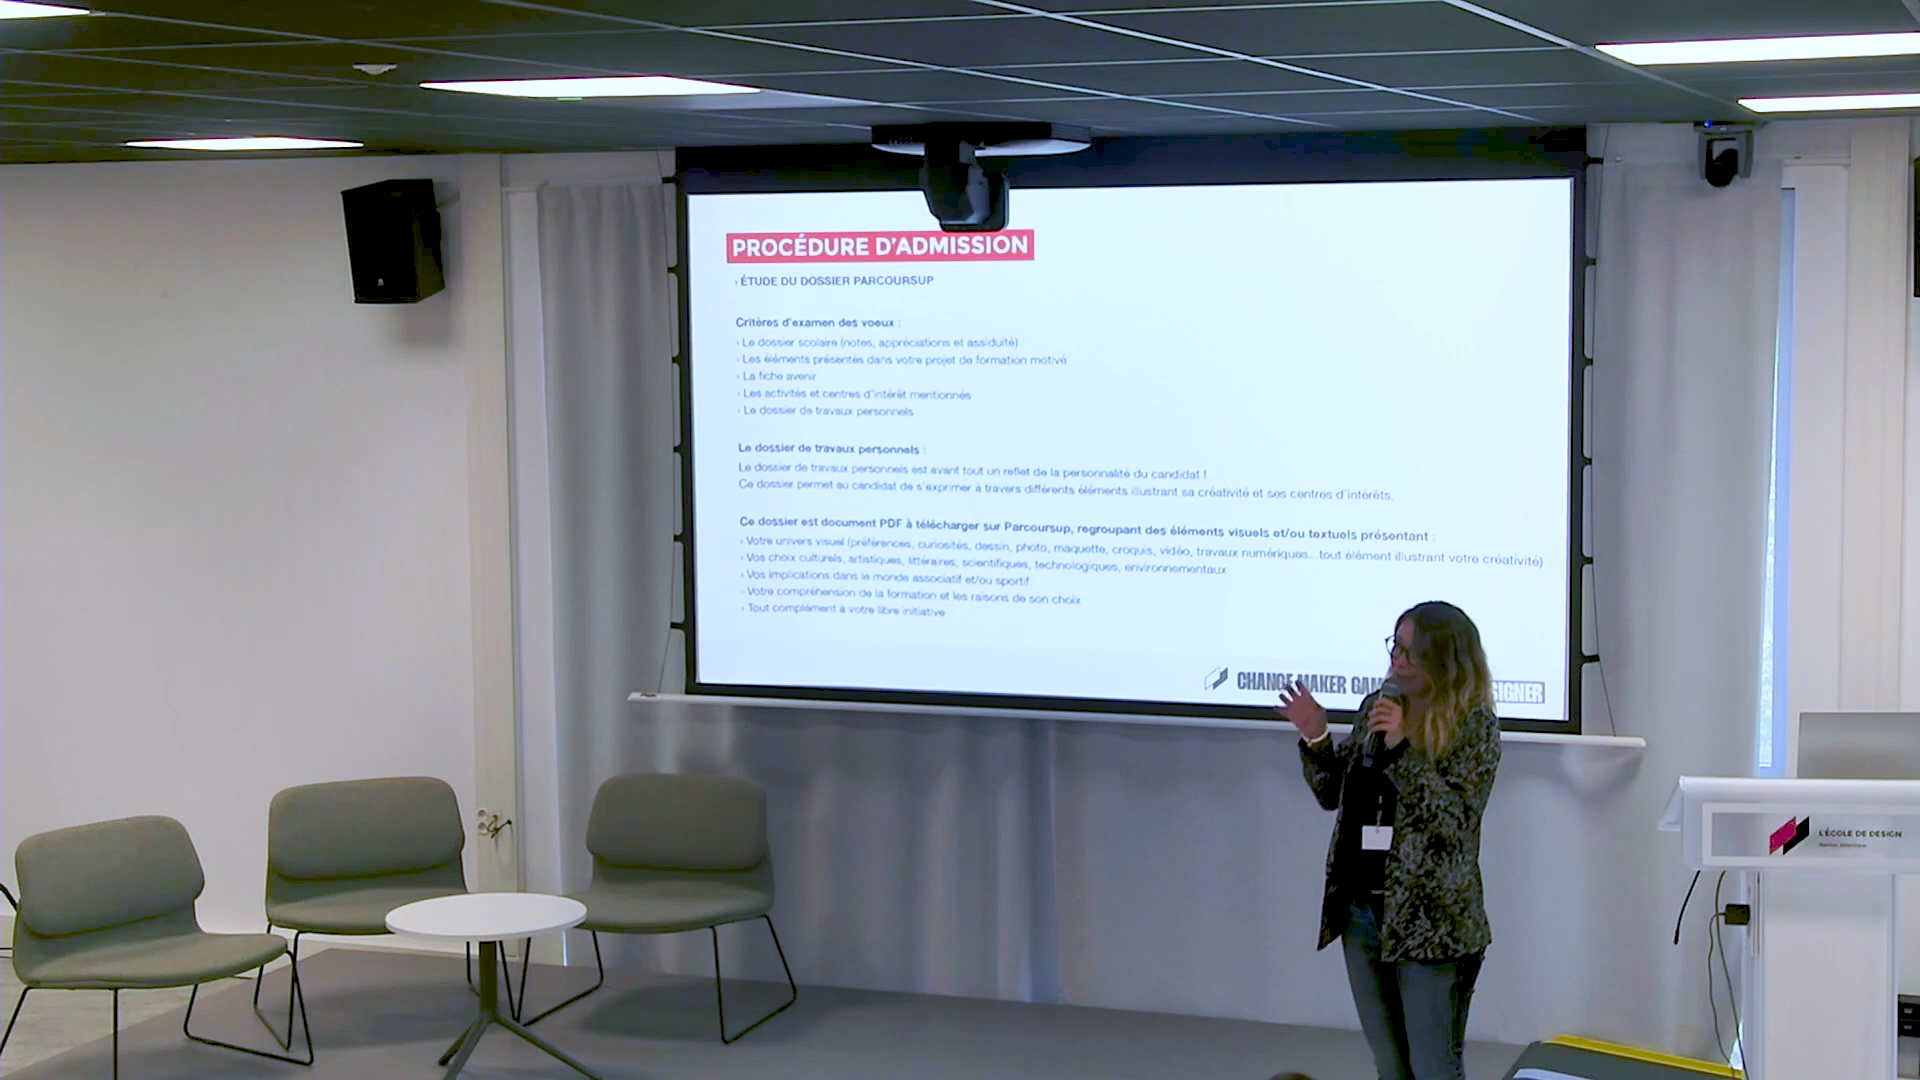 PROCÉDURE D'ADMISSION
› ÉTUDE DU DOSSIER PARCOURSUP
Critères d'examen des voeux :
› Le dossier scolaire (notes, appréciations et assiduité)
› Les éléments présentés dans votre projet de formation motivé
› La fiche avenir
› Les activités et centres d'intérêt mentionnés
› Le dossier de travaux personnels
Le dossier de travaux personnels :
Le dossier de travaux personnels est avant tout un reflet de la personnalité du candidat !
Ce dossier permet au candidat de s'exprimer à travers différents éléments illustrant sa créativité et ses centres d'intérêts.
Ce dossier est document PDF à télécharger sur Parcoursup, regroupant des éléments visuels et/ou textuels présentant :
› Votre univers visuel (préférences, curiosités, dessin, photo, maquette, croquis, vidéo, travaux numériques... tout élément illustrant votre créativité)
› Vos choix culturels, artistiques, littéraires, scientifiques, technologiques, environnementaux
› Vos implications dans le monde associatif et/ou sportif
› Votre compréhension de la formation et les raisons de son choix
› Tout complément à votre libre initiative
CHANGE MAKER GAM SIGNER
L'ÉCOLE DE DESIGN
Nantes Atlantique